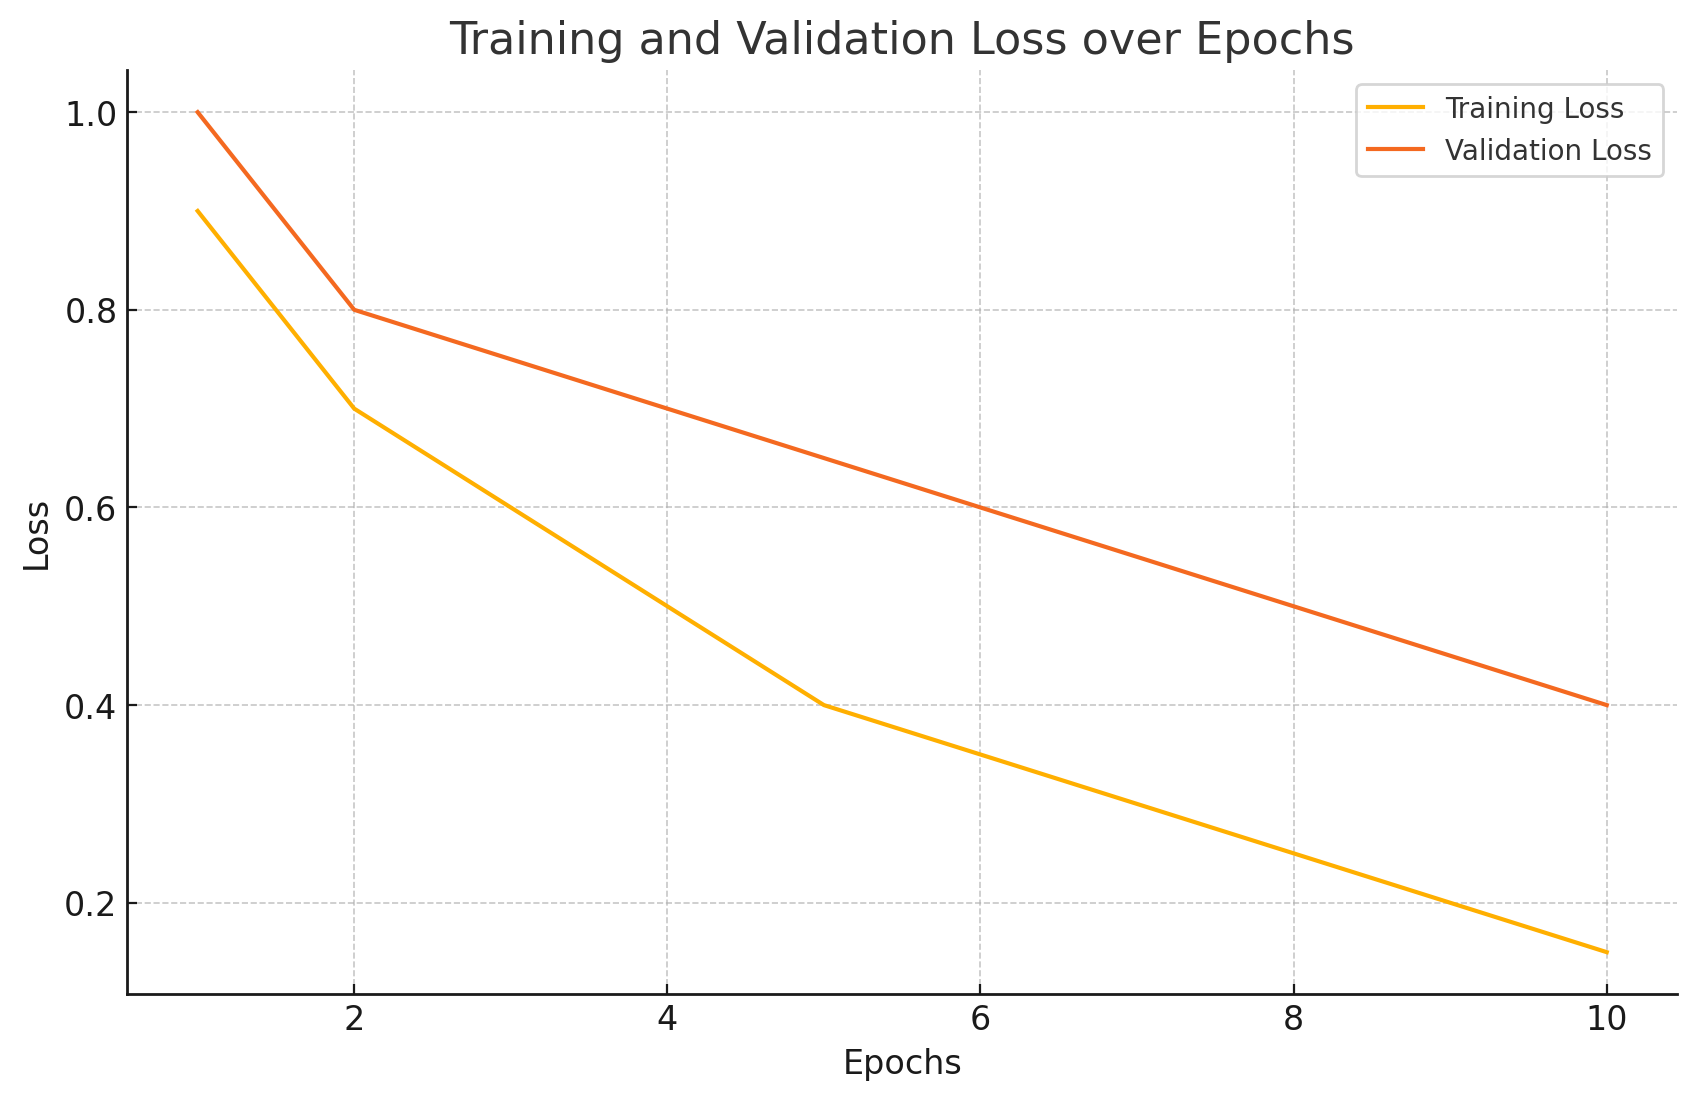 Training and Validation Loss over Epochs
Training Loss
Validation Loss
1.0
0.8
0.6
0.4
0.2
Loss
2 4 6 8 10
Epochs